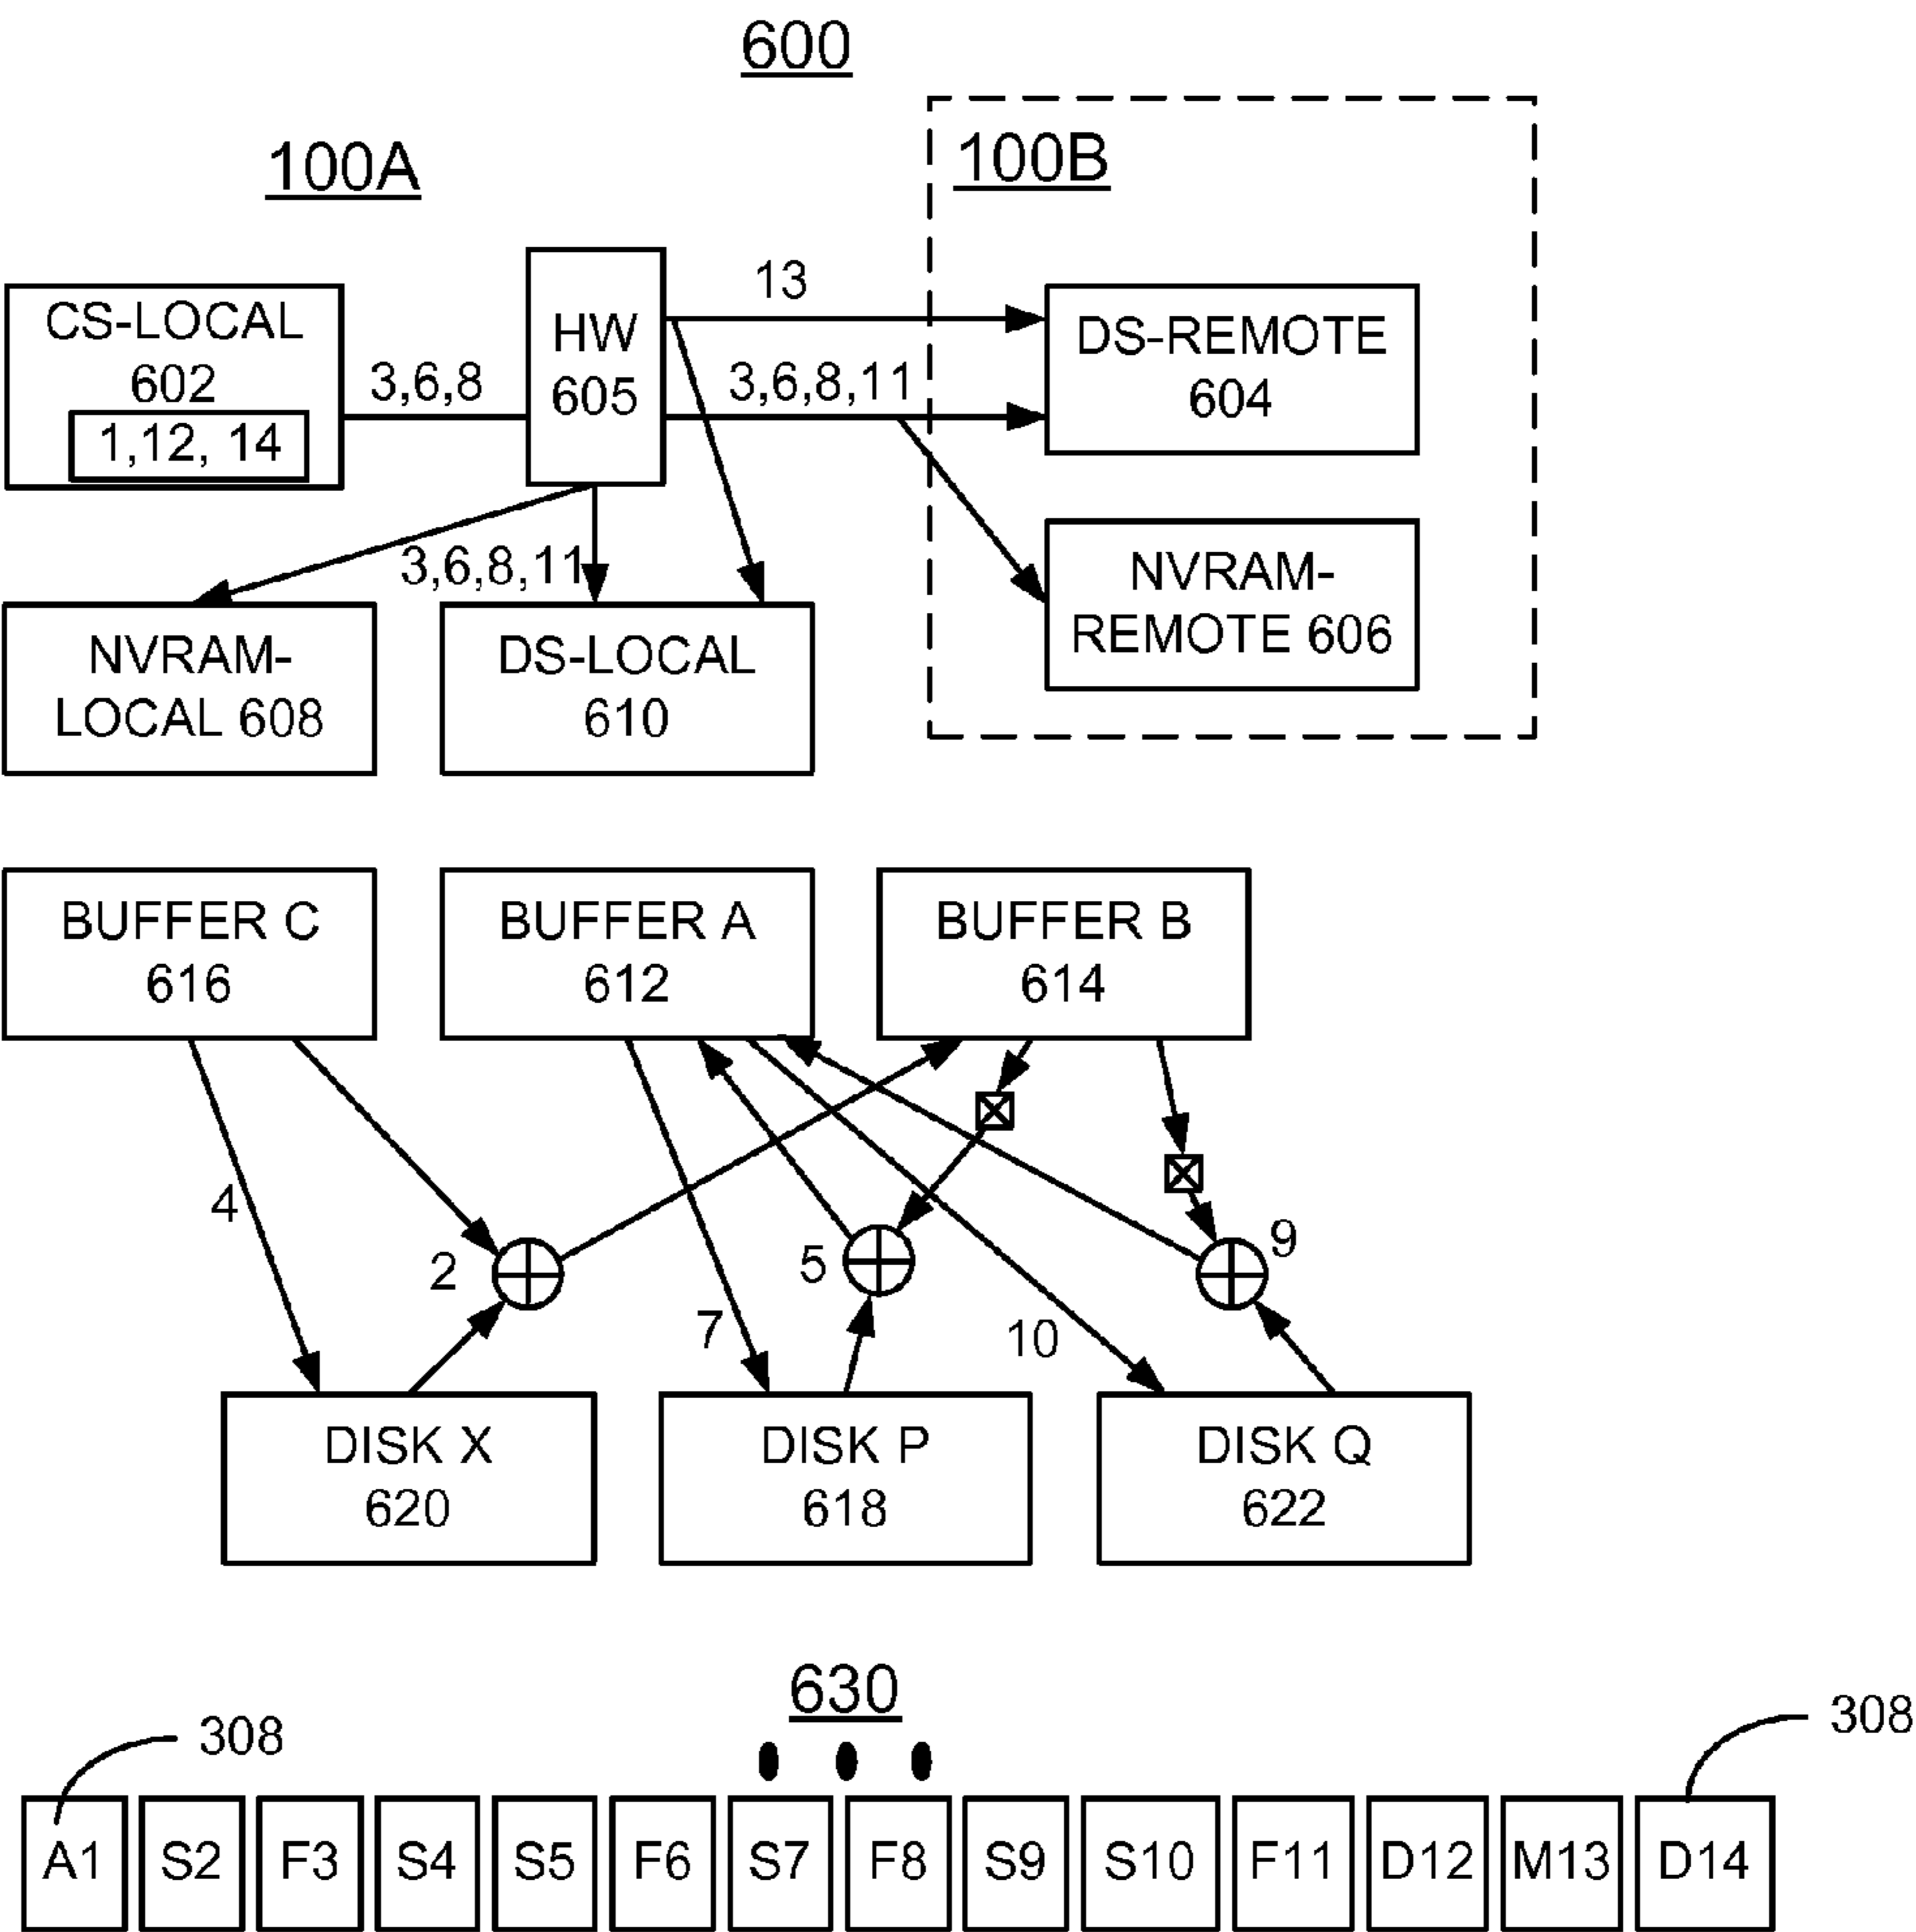 600
100A
100B
CS-LOCAL
602
1,12, 14
3,6,8
HW
605
13
3,6,8,11
DS-REMOTE
604
3,6,8,11
NVRAM-
LOCAL 608
DS-LOCAL
610
NVRAM-
REMOTE 606
BUFFER C
616
BUFFER A
612
BUFFER B
614
4
2
5
9
7
10
DISK X
620
DISK P
618
DISK Q
622
630
308
308
A1
S2
F3
S4
S5
F6
S7
F8
S9
S10
F11
D12
M13
D14